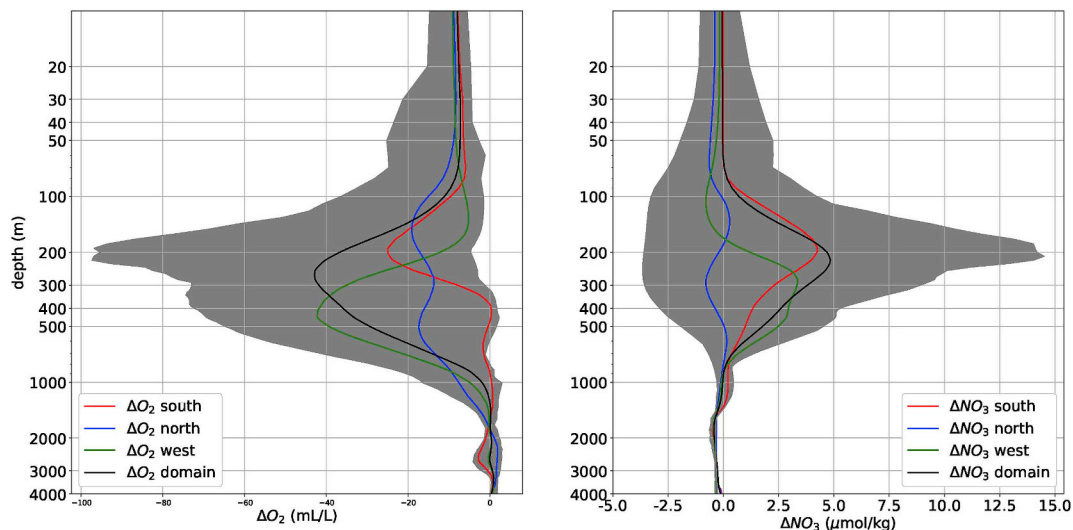 depth (m)
20
30
40
50
100
200
300
400
500
1000
2000
3000
4000
ΔO₂ south
ΔO₂ north
ΔO₂ west
ΔO₂ domain
−100 −80 −60 −40 −20 0
ΔO₂ (mL/L)
20
30
40
50
100
200
300
400
500
1000
2000
3000
4000
ΔNO₃ south
ΔNO₃ north
ΔNO₃ west
ΔNO₃ domain
-5.0 -2.5 0.0 2.5 5.0 7.5 10.0 12.5 15.0
ΔNO₃ (μmol/kg)